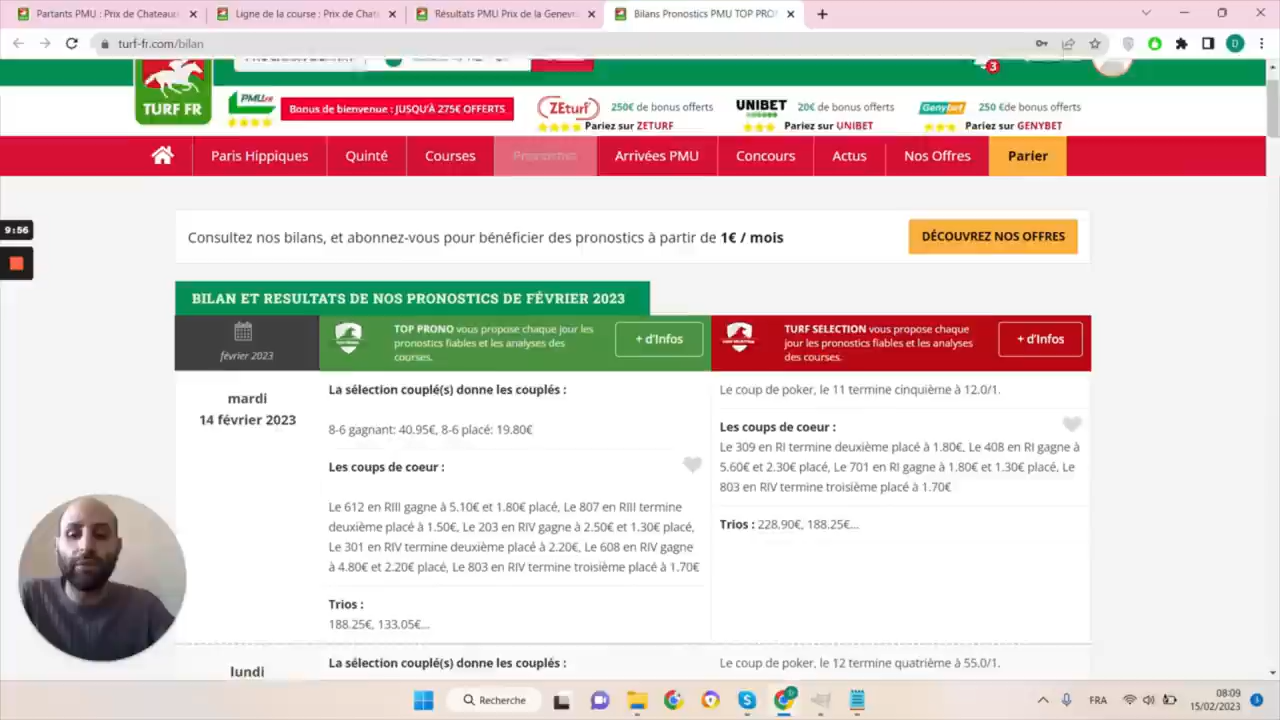 Partants PMU : Prix de Chateaur
Ligne de la course : Prix de Chat
Résultats PMU Prix de la Genevra
Bilans Pronostics PMU TOP PRO
turf-fr.com/bilan
D
TURF FR
3
PMU.fr
Bonus de bienvenue : JUSQU'À 275€ OFFERTS
ZEturf
250€ de bonus offerts
Pariez sur ZETURF
UNIBET
20€ de bonus offerts
Pariez sur UNIBET
Genybet
250 €de bonus offerts
Pariez sur GENYBET
Paris Hippiques
Quinté
Courses
Pronostics
Arrivées PMU
Concours
Actus
Nos Offres
Parier
9:56
Consultez nos bilans, et abonnez-vous pour bénéficier des pronostics à partir de 1€ / mois
DÉCOUVREZ NOS OFFRES
BILAN ET RESULTATS DE NOS PRONOSTICS DE FÉVRIER 2023
février 2023
TOP PRONO vous propose chaque jour les
pronostics fiables et les analyses des
courses.
+ d'Infos
TURF SELECTION vous propose chaque
jour les pronostics fiables et les analyses
des courses.
+ d'Infos
mardi
14 février 2023
La sélection couplé(s) donne les couplés :
8-6 gagnant: 40.95€, 8-6 placé: 19.80€
Les coups de coeur :
Le 612 en RIII gagne à 5.10€ et 1.80€ placé, Le 807 en RIII termine
deuxième placé à 1.50€, Le 203 en RIV gagne à 2.50€ et 1.30€ placé,
Le 301 en RIV termine deuxième placé à 2.20€, Le 608 en RIV gagne
à 4.80€ et 2.20€ placé, Le 803 en RIV termine troisième placé à 1.70€
Trios :
188.25€, 133.05€...
Le coup de poker, le 11 termine cinquième à 12.0/1.
Les coups de coeur :
Le 309 en RI termine deuxième placé à 1.80€, Le 408 en RI gagne à
5.60€ et 2.30€ placé, Le 701 en RI gagne à 1.80€ et 1.30€ placé, Le
803 en RIV termine troisième placé à 1.70€
Trios : 228.90€, 188.25€...
lundi
La sélection couplé(s) donne les couplés :
Le coup de poker, le 12 termine quatrième à 55.0/1.
Recherche
FRA
08:09
15/02/2023